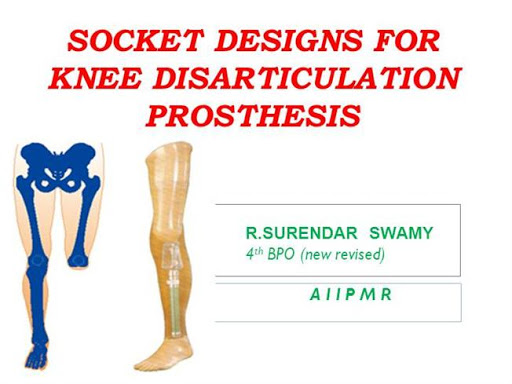 SOCKET DESIGNS FOR
KNEE DISARTICULATION
PROSTHESIS
R.SURENDAR SWAMY
4th BPO (new revised)
A I I P M R